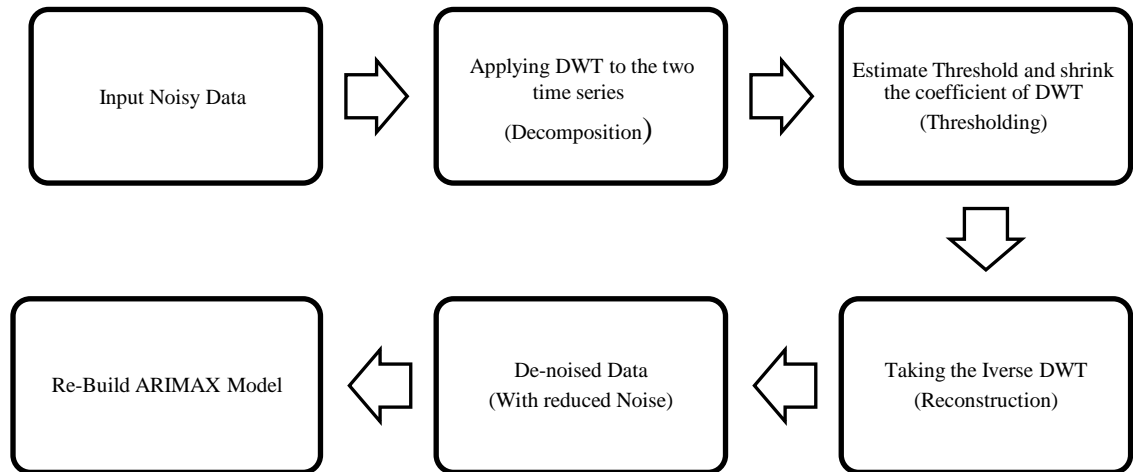 Input Noisy Data
Applying DWT to the two
time series
(Decomposition)
Estimate Threshold and shrink
the coefficient of DWT
(Thresholding)
Taking the Iverse DWT
(Reconstruction)
De-noised Data
(With reduced Noise)
Re-Build ARIMAX Model